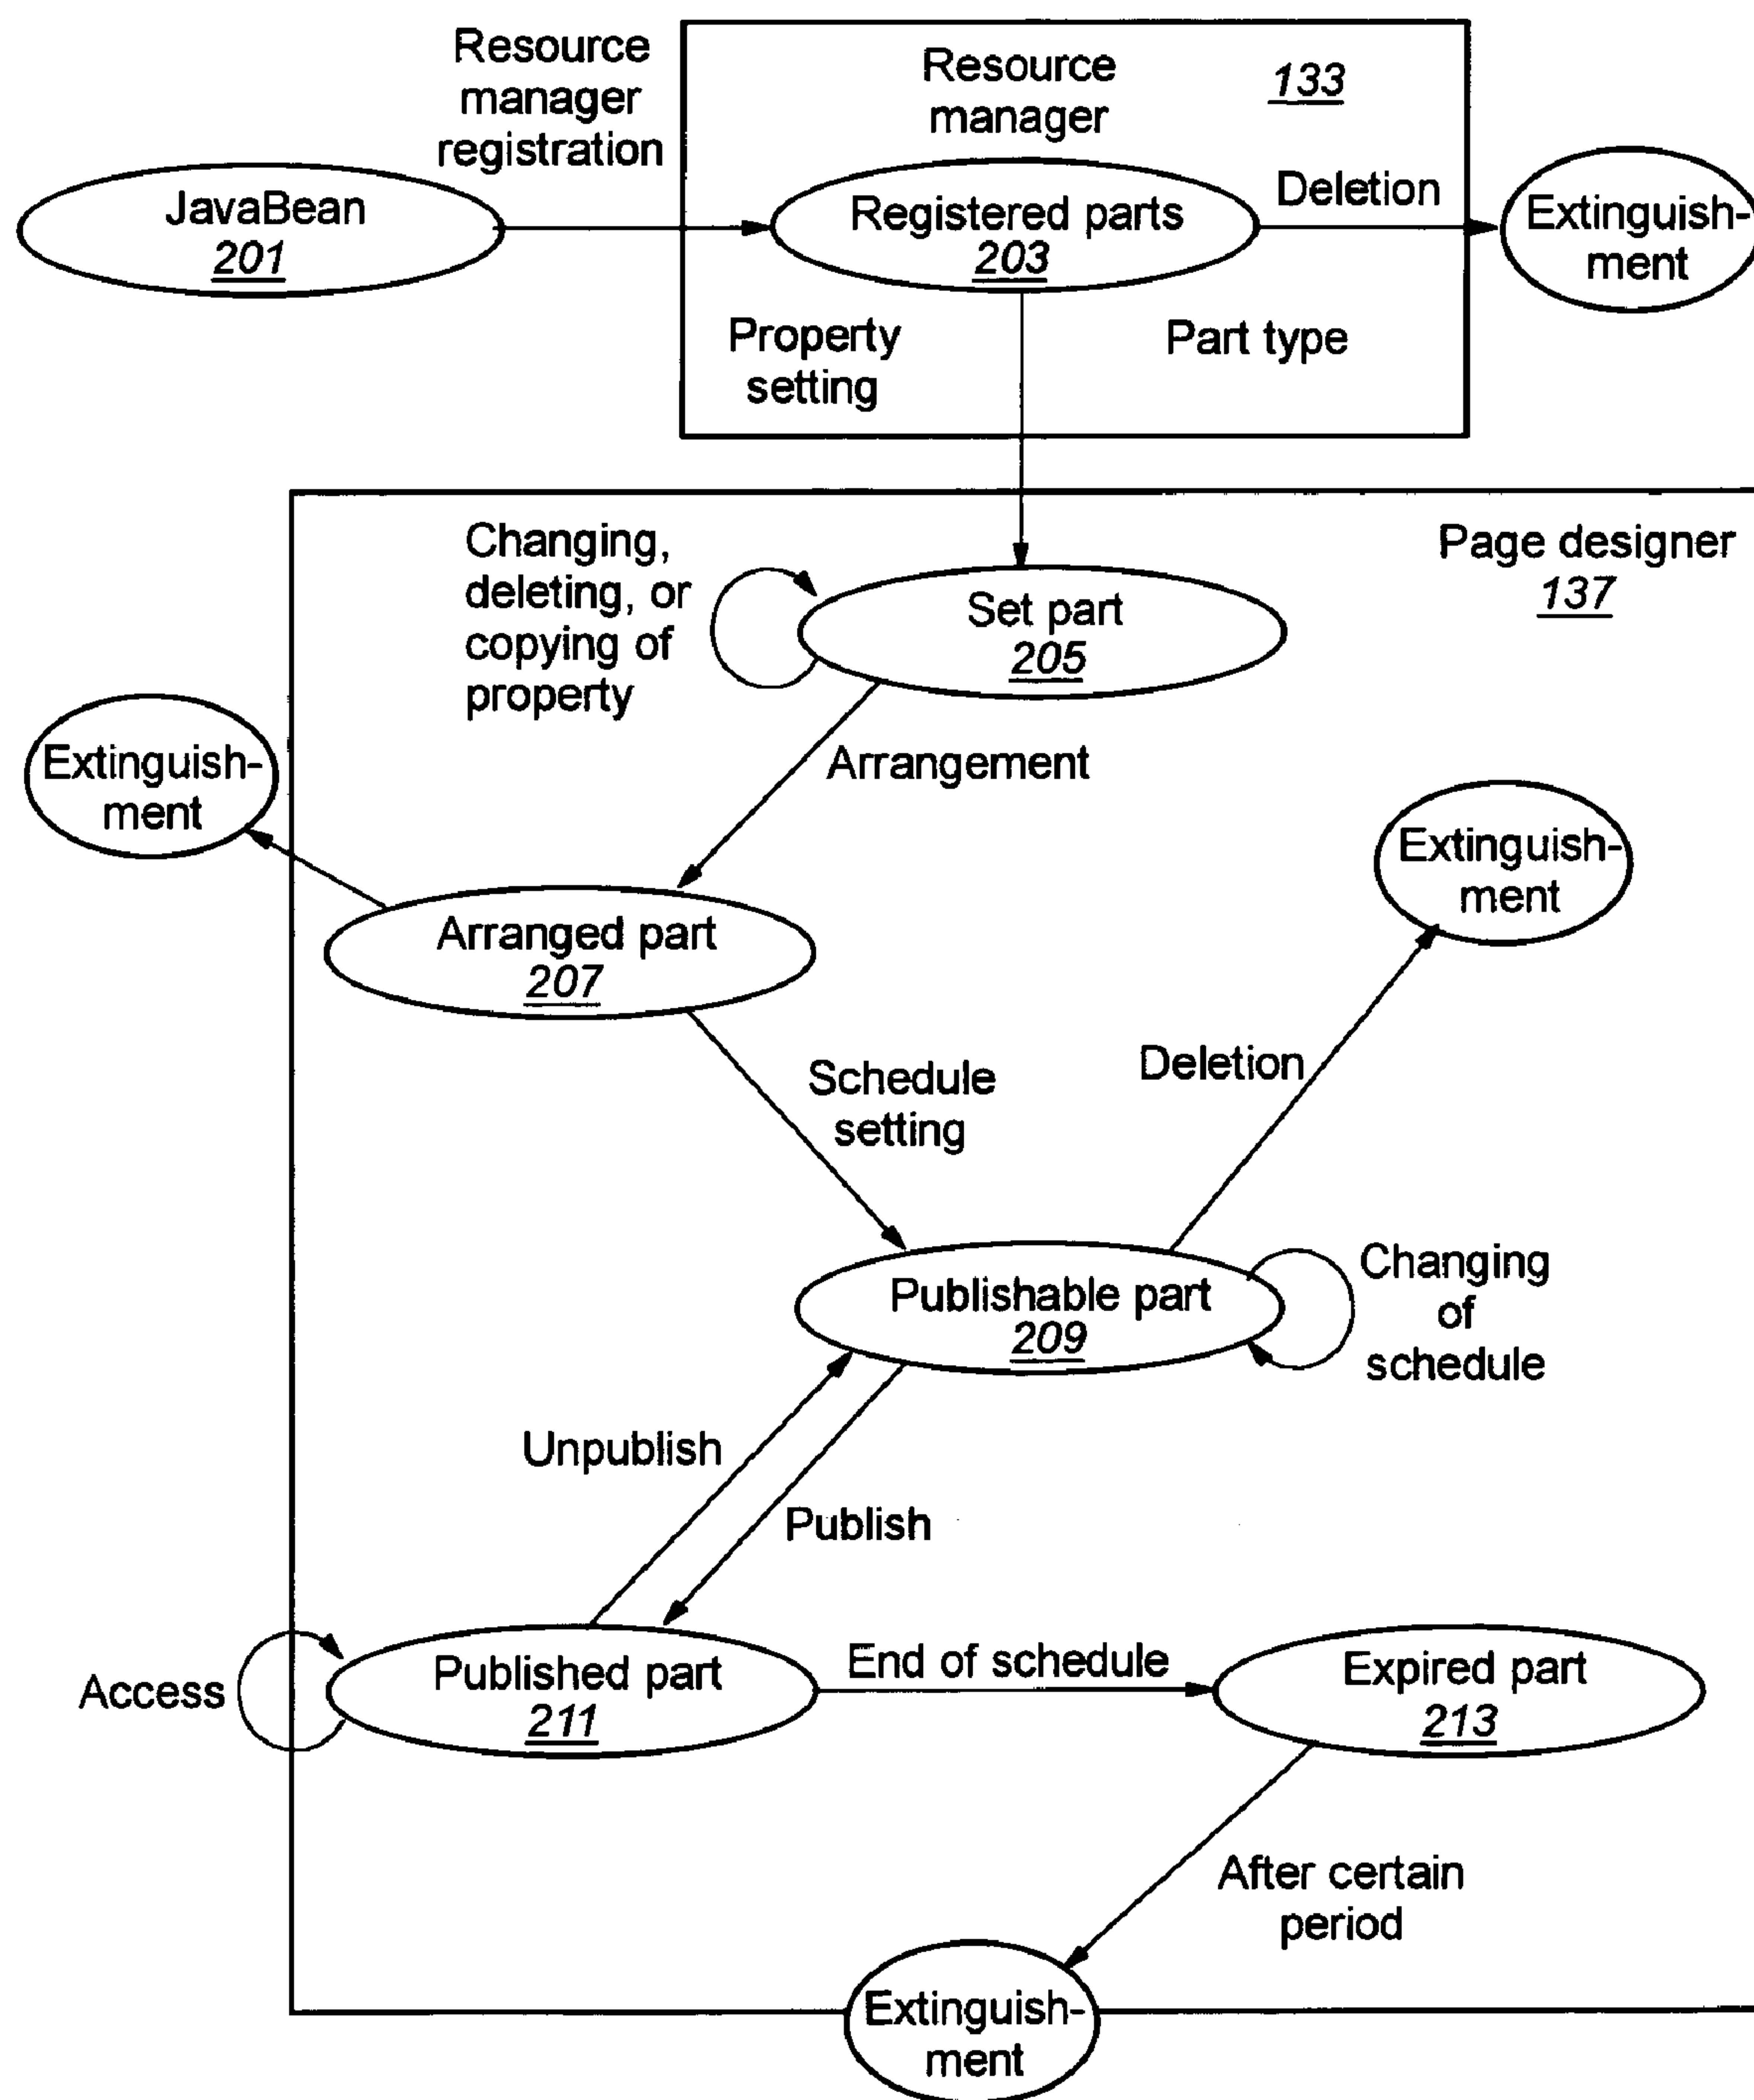 Resource
manager
registration
Resource
manager
133
JavaBean
201
Registered parts
203
Deletion
Extinguish-
ment
Property
setting
Part type
Page designer
137
Changing,
deleting, or
copying of
property
Set part
205
Extinguish-
ment
Arrangement
Extinguish-
ment
Arranged part
207
Schedule
setting
Deletion
Publishable part
209
Changing
of
schedule
Unpublish
Publish
Access
Published part
211
End of schedule
Expired part
213
After certain
period
Extinguish-
ment